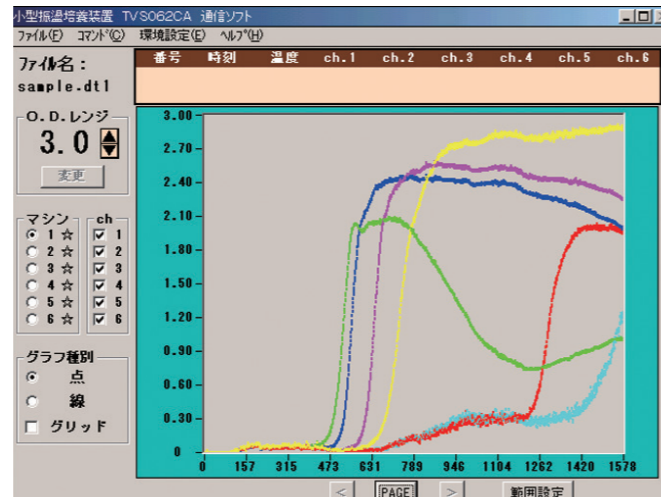 小型振温培養装置 TVS062CA 通信ソフト
ファイル(F) コマンド(C) 環境設定(E) ヘルプ(H)
ファイル名：
sample.dt1
番号 時刻 温度 ch.1 ch.2 ch.3 ch.4 ch.5 ch.6
O.D.レンジ
3.0
変更
マシン ch
1 ☆ 1
2 ☆ 2
3 ☆ 3
4 ☆ 4
5 ☆ 5
6 ☆ 6
グラフ種別
点
線
グリッド
3.00
2.70
2.40
2.10
1.80
1.50
1.20
0.90
0.60
0.30
0
0 157 315 473 631 789 946 1104 1262 1420 1578
< PAGE > 範囲設定